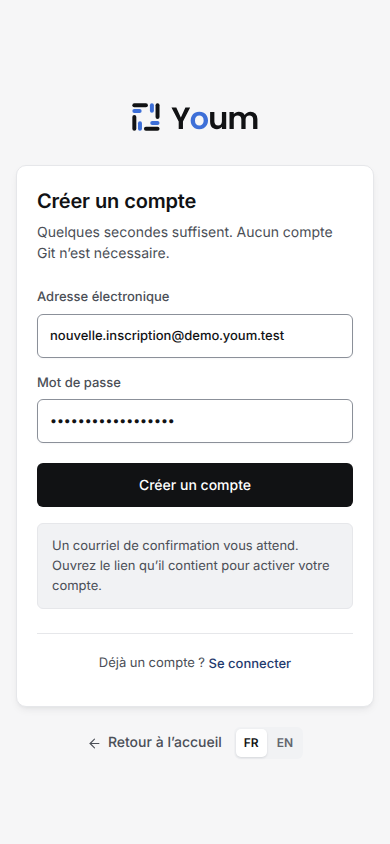 Youm
Créer un compte
Quelques secondes suffisent. Aucun compte
Git n’est nécessaire.
Adresse électronique
nouvelle.inscription@demo.youm.test
Mot de passe
••••••••••••••••••
Créer un compte
Un courriel de confirmation vous attend.
Ouvrez le lien qu’il contient pour activer votre
compte.
Déjà un compte ? Se connecter
← Retour à l’accueil FR EN